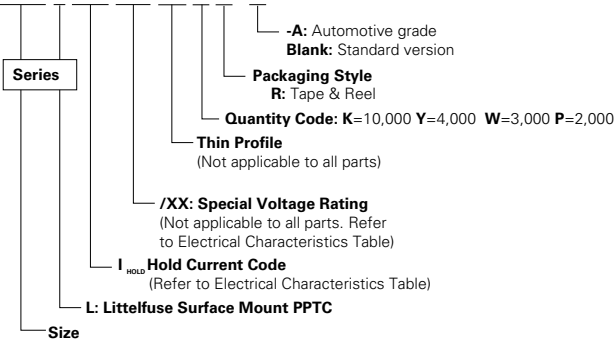 -A: Automotive grade
Blank: Standard version
Series
Packaging Style
R: Tape & Reel
Quantity Code: K=10,000 Y=4,000 W=3,000 P=2,000
Thin Profile
(Not applicable to all parts)
/XX: Special Voltage Rating
(Not applicable to all parts. Refer
to Electrical Characteristics Table)
I HOLD Hold Current Code
(Refer to Electrical Characteristics Table)
L: Littelfuse Surface Mount PPTC
Size